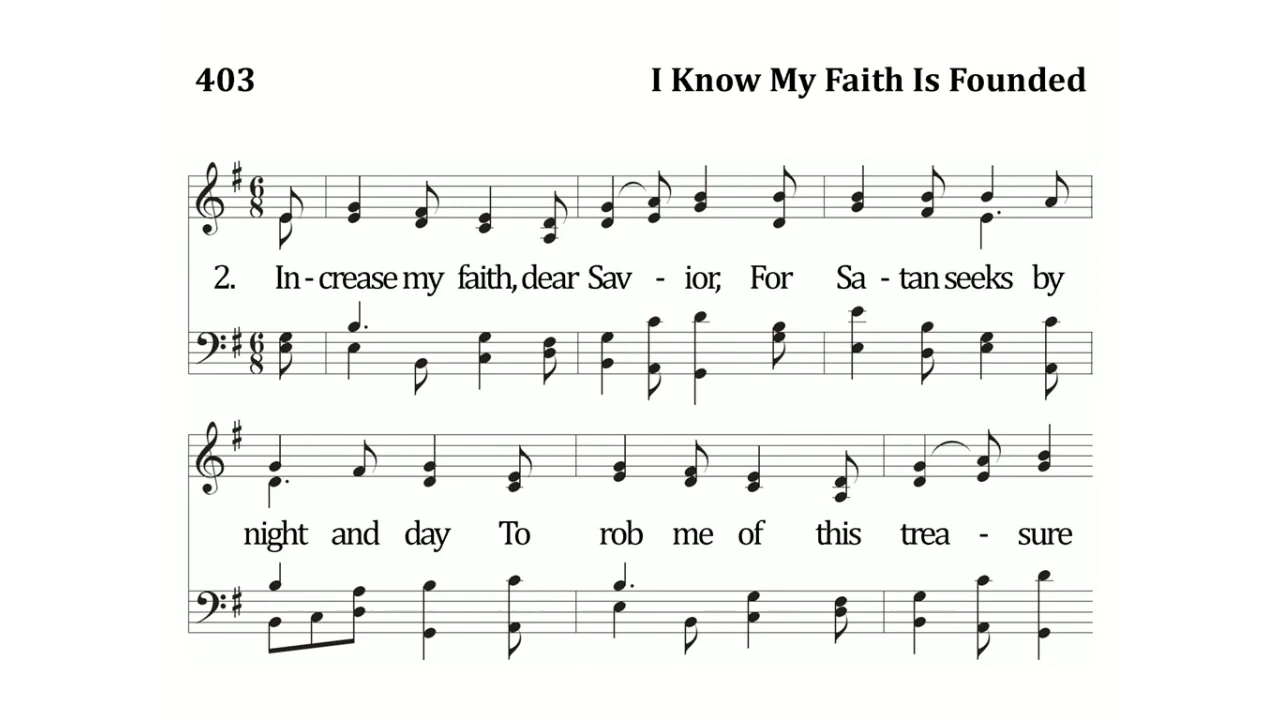 403 I Know My Faith Is Founded
2. In - crease my faith, dear Sav - ior, For Sa - tan seeks by
night and day To rob me of this trea - sure